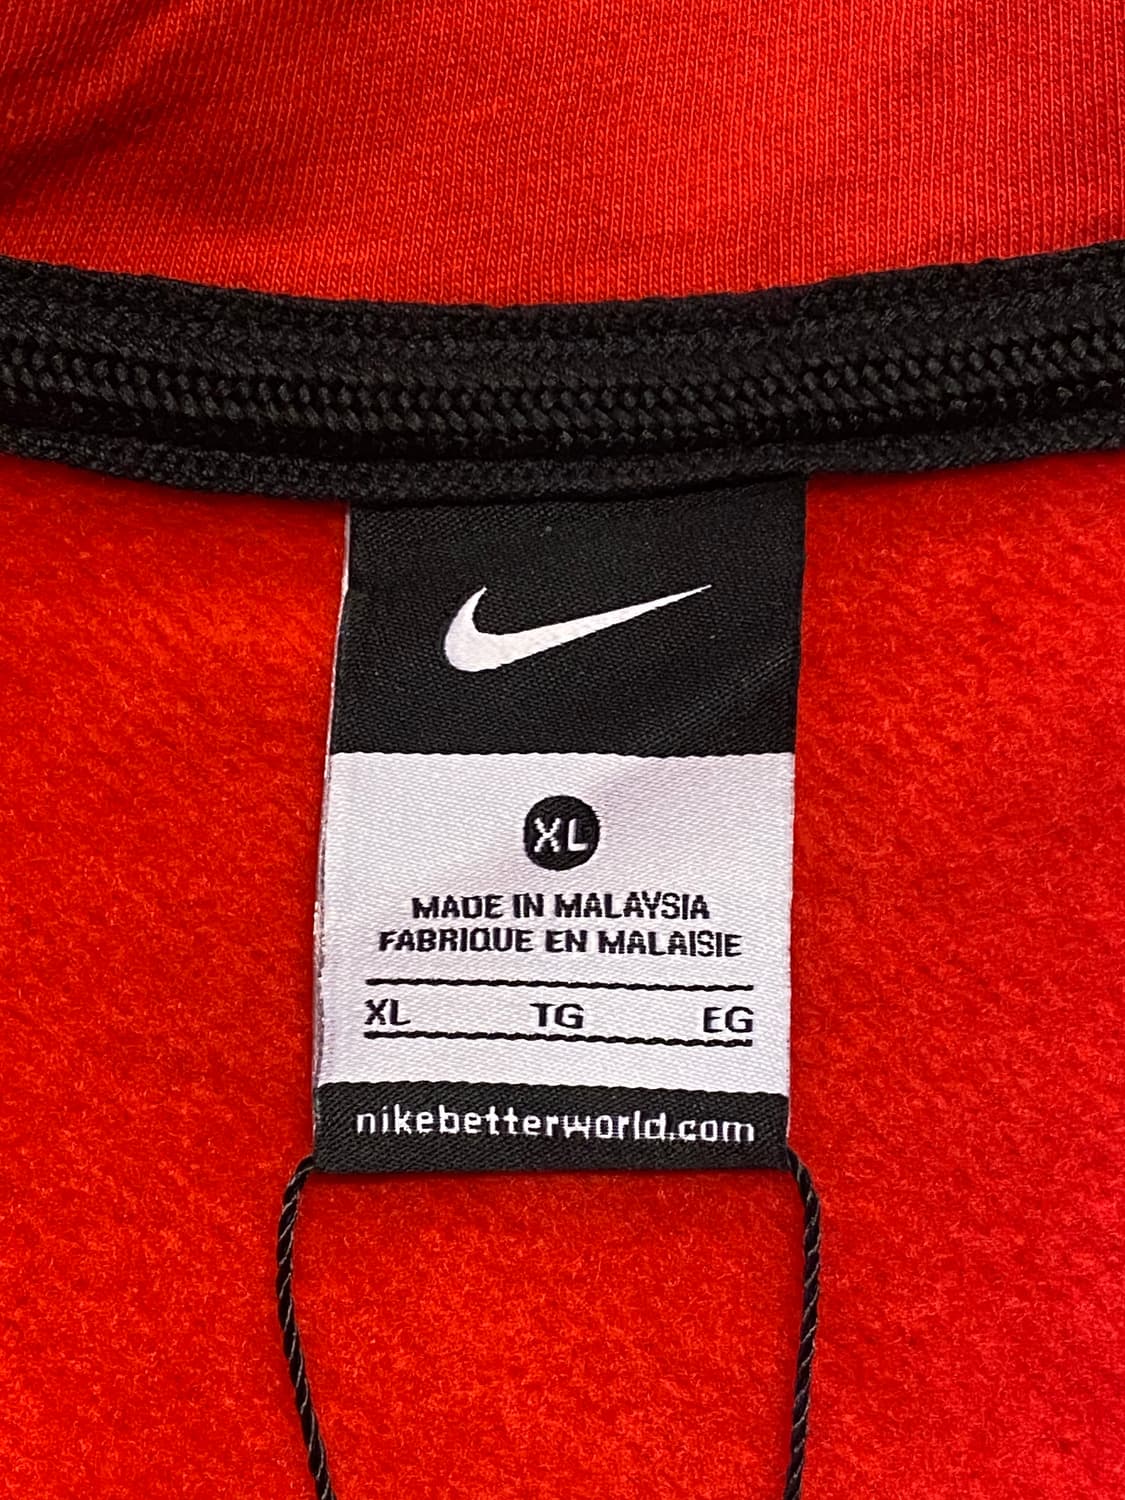 XL
MADE IN MALAYSIA
FABRIQUE EN MALAISIE
XL TG EG
nikebetterworld.com